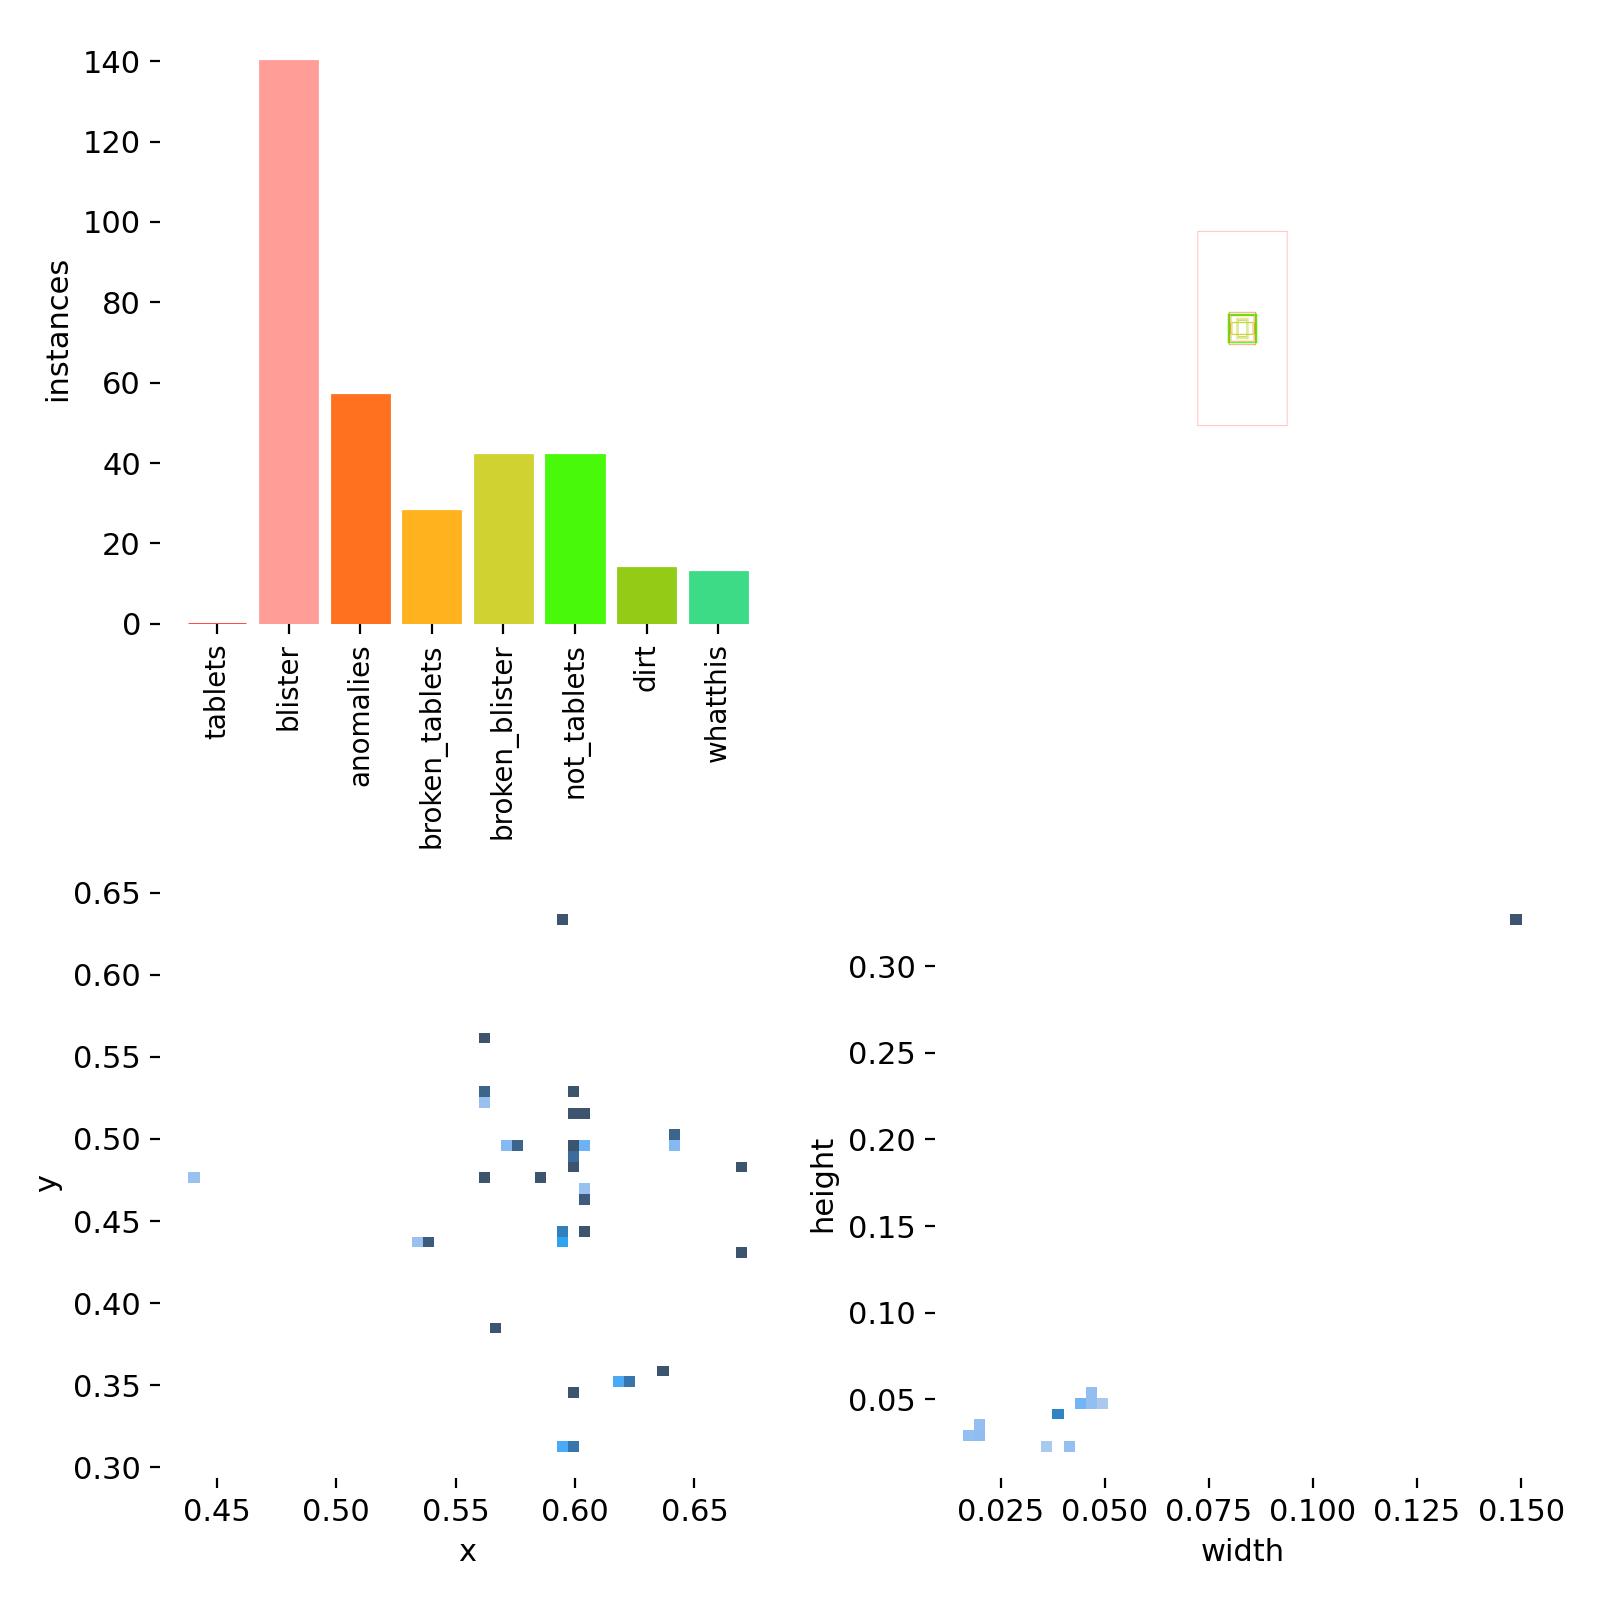 140
120
100
80
60
40
20
0
instances
tablets
blister
anomalies
broken_tablets
broken_blister
not_tablets
dirt
whatthis
0.65
0.60
0.55
0.50
0.45
0.40
0.35
0.30
y
0.45 0.50 0.55 0.60 0.65
x
0.30
0.25
0.20
0.15
0.10
0.05
height
0.025 0.050 0.075 0.100 0.125 0.150
width